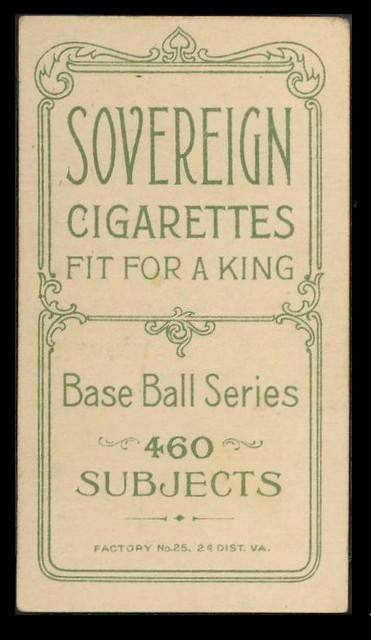 SOVEREIGN
CIGARETTES
FIT FOR A KING
Base Ball Series
460
SUBJECTS
FACTORY No. 25. 2d DIST. VA.